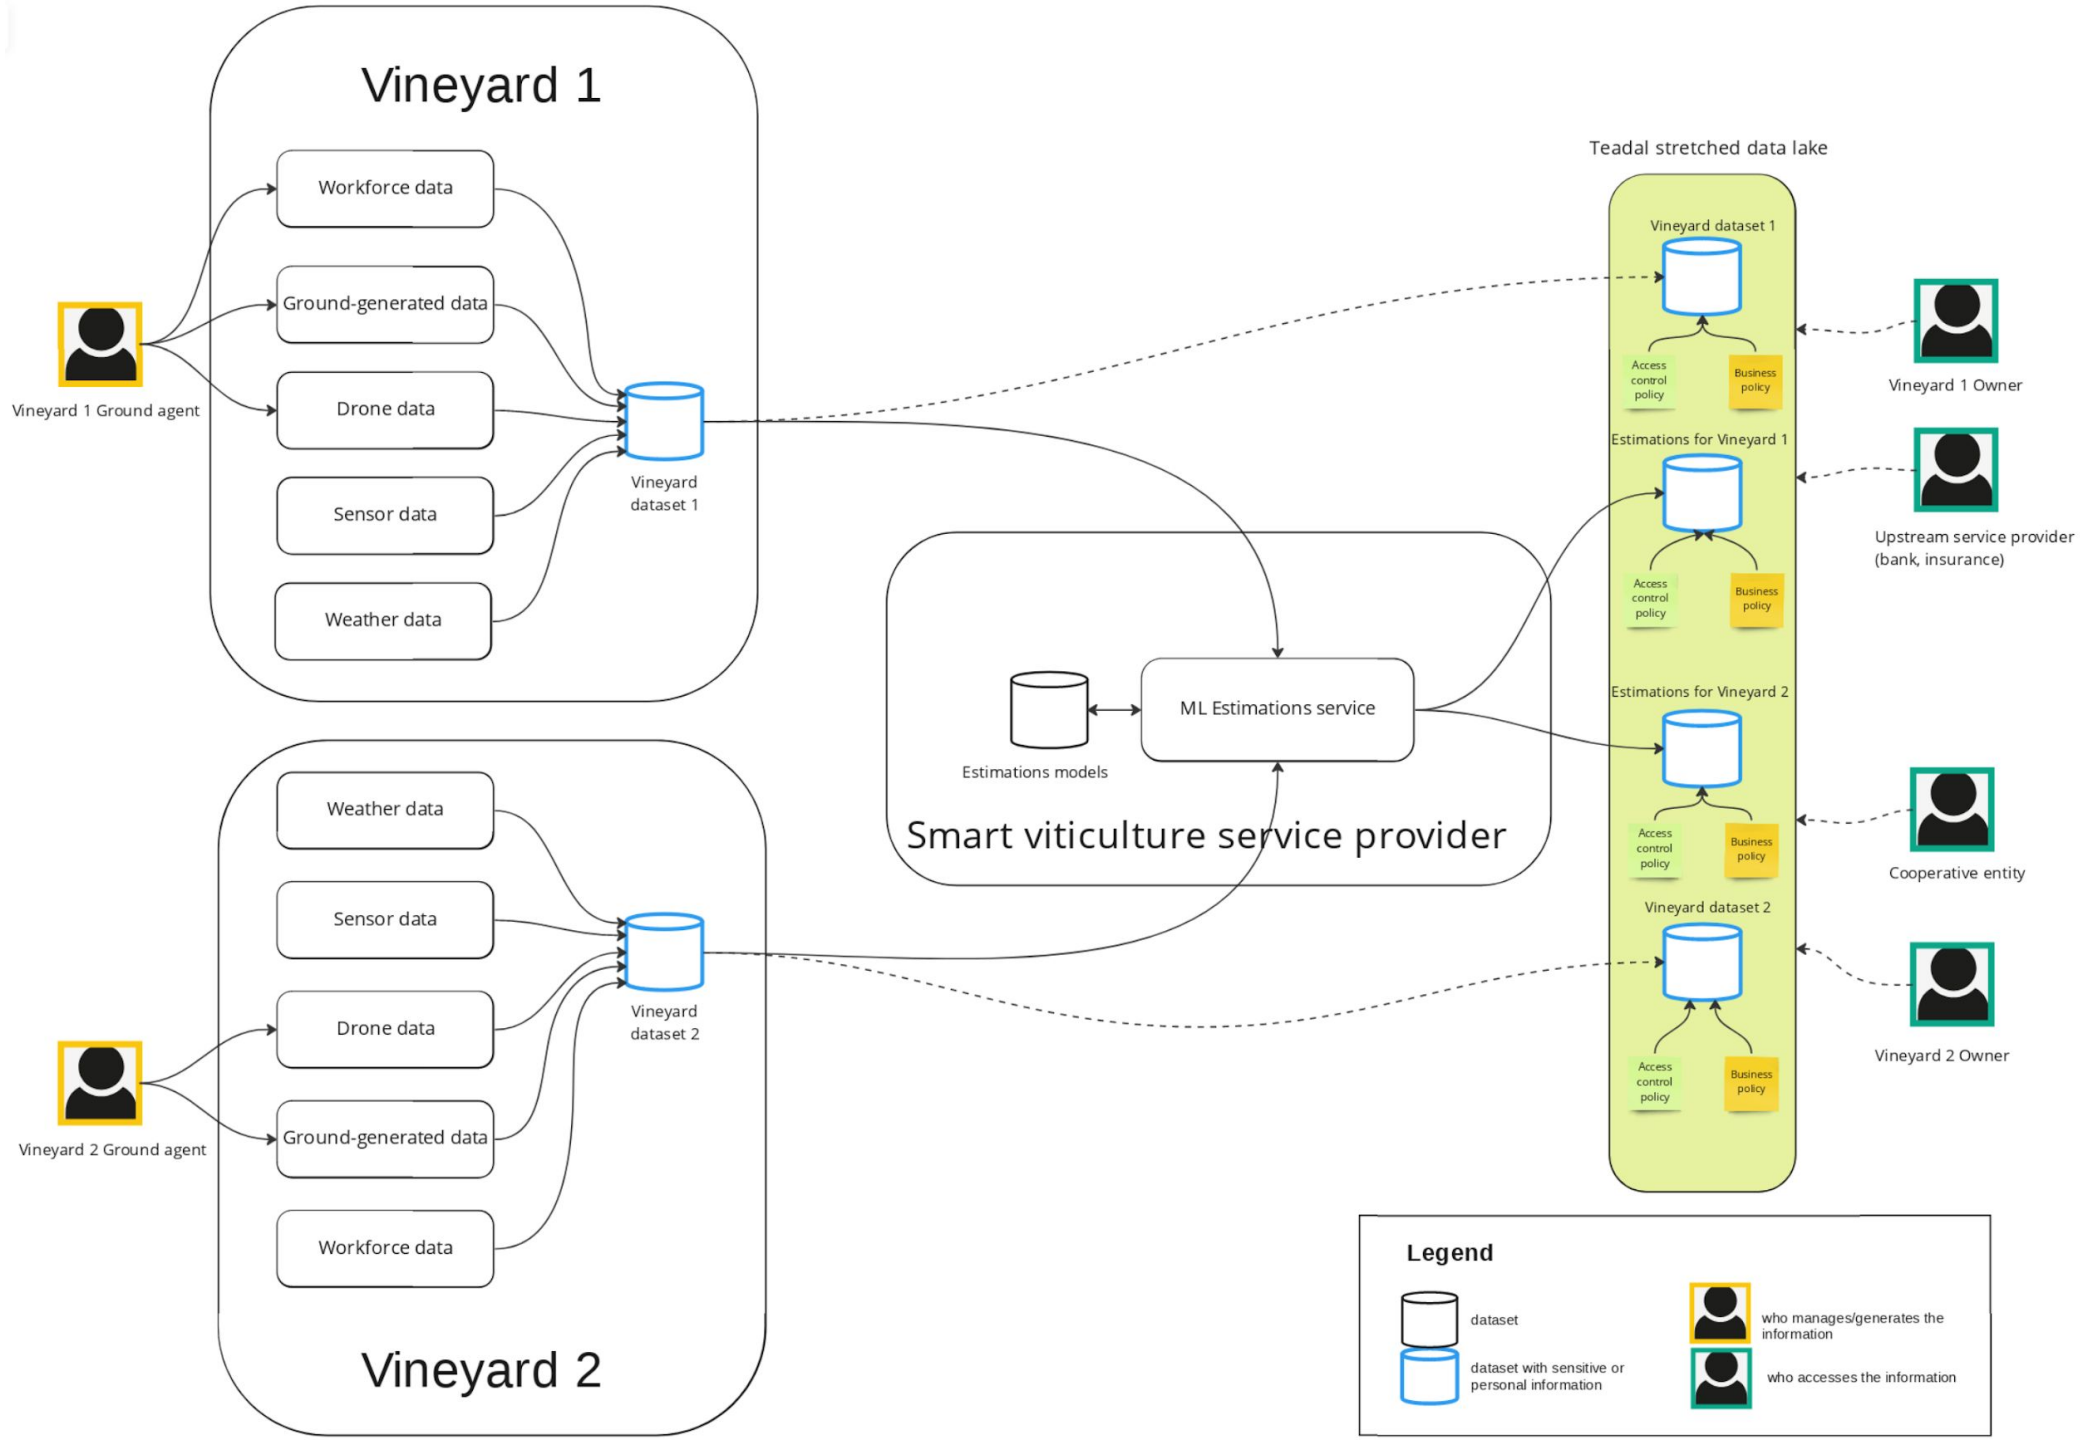 Vineyard 1
Workforce data
Ground-generated data
Drone data
Sensor data
Weather data
Vineyard 1 Ground agent
Vineyard
dataset 1
Weather data
Sensor data
Drone data
Ground-generated data
Workforce data
Vineyard 2 Ground agent
Vineyard
dataset 2
Vineyard 2
ML Estimations service
Estimations models
Smart viticulture service provider
Teadal stretched data lake
Vineyard dataset 1
Access
control
policy
Business
policy
Estimations for Vineyard 1
Access
control
policy
Business
policy
Estimations for Vineyard 2
Access
control
policy
Business
policy
Vineyard dataset 2
Access
control
policy
Business
policy
Vineyard 1 Owner
Upstream service provider
(bank, insurance)
Cooperative entity
Vineyard 2 Owner
Legend
dataset
dataset with sensitive or
personal information
who manages/generates the
information
who accesses the information